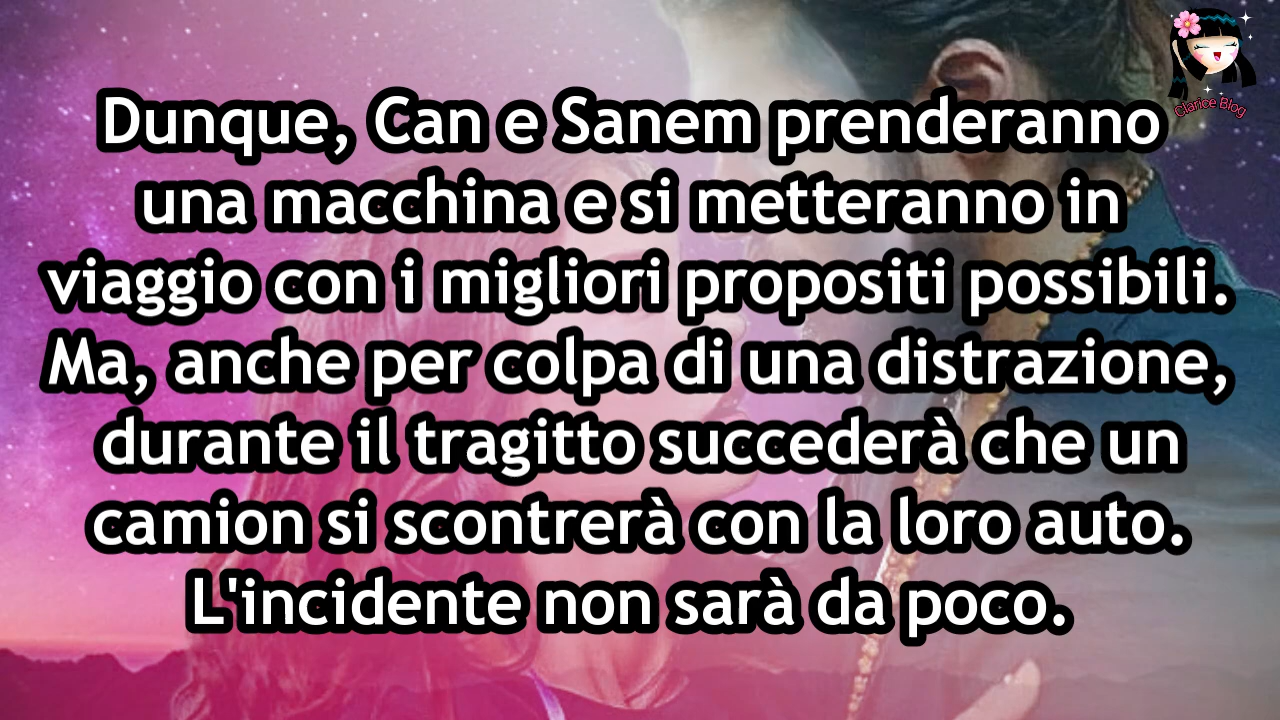 Clarice Blog
Dunque, Can e Sanem prenderanno
una macchina e si metteranno in
viaggio con i migliori propositi possibili.
Ma, anche per colpa di una distrazione,
durante il tragitto succederà che un
camion si scontrerà con la loro auto.
L'incidente non sarà da poco.